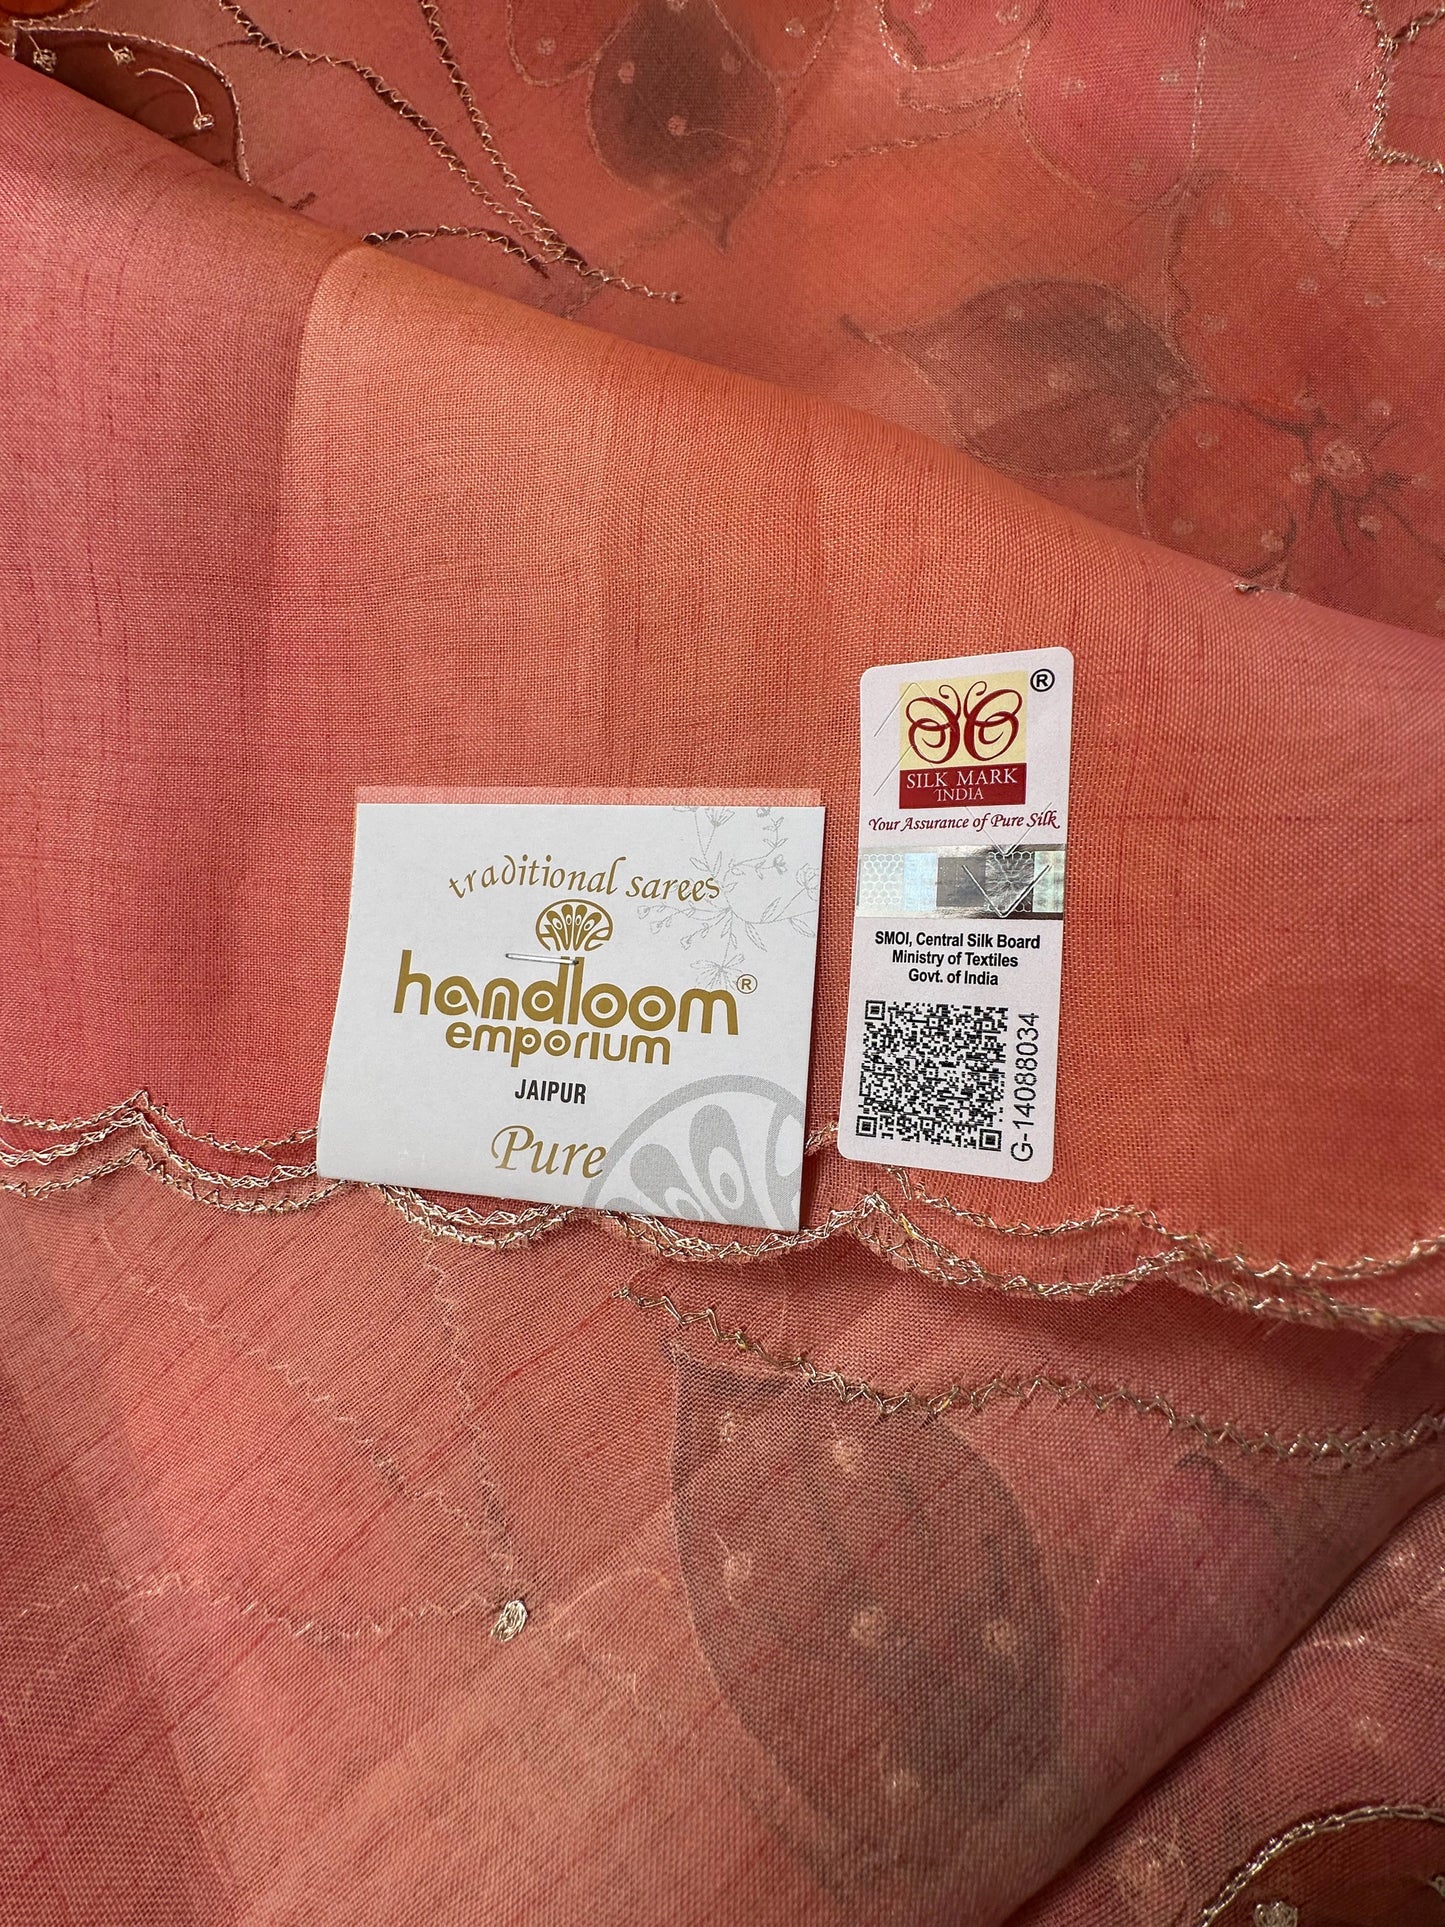 traditional sarees
handloom®
emporium
JAIPUR
Pure
®
SILK MARK
INDIA
Your Assurance of Pure Silk
SMOI, Central Silk Board
Ministry of Textiles
Govt. of India
G-14088034